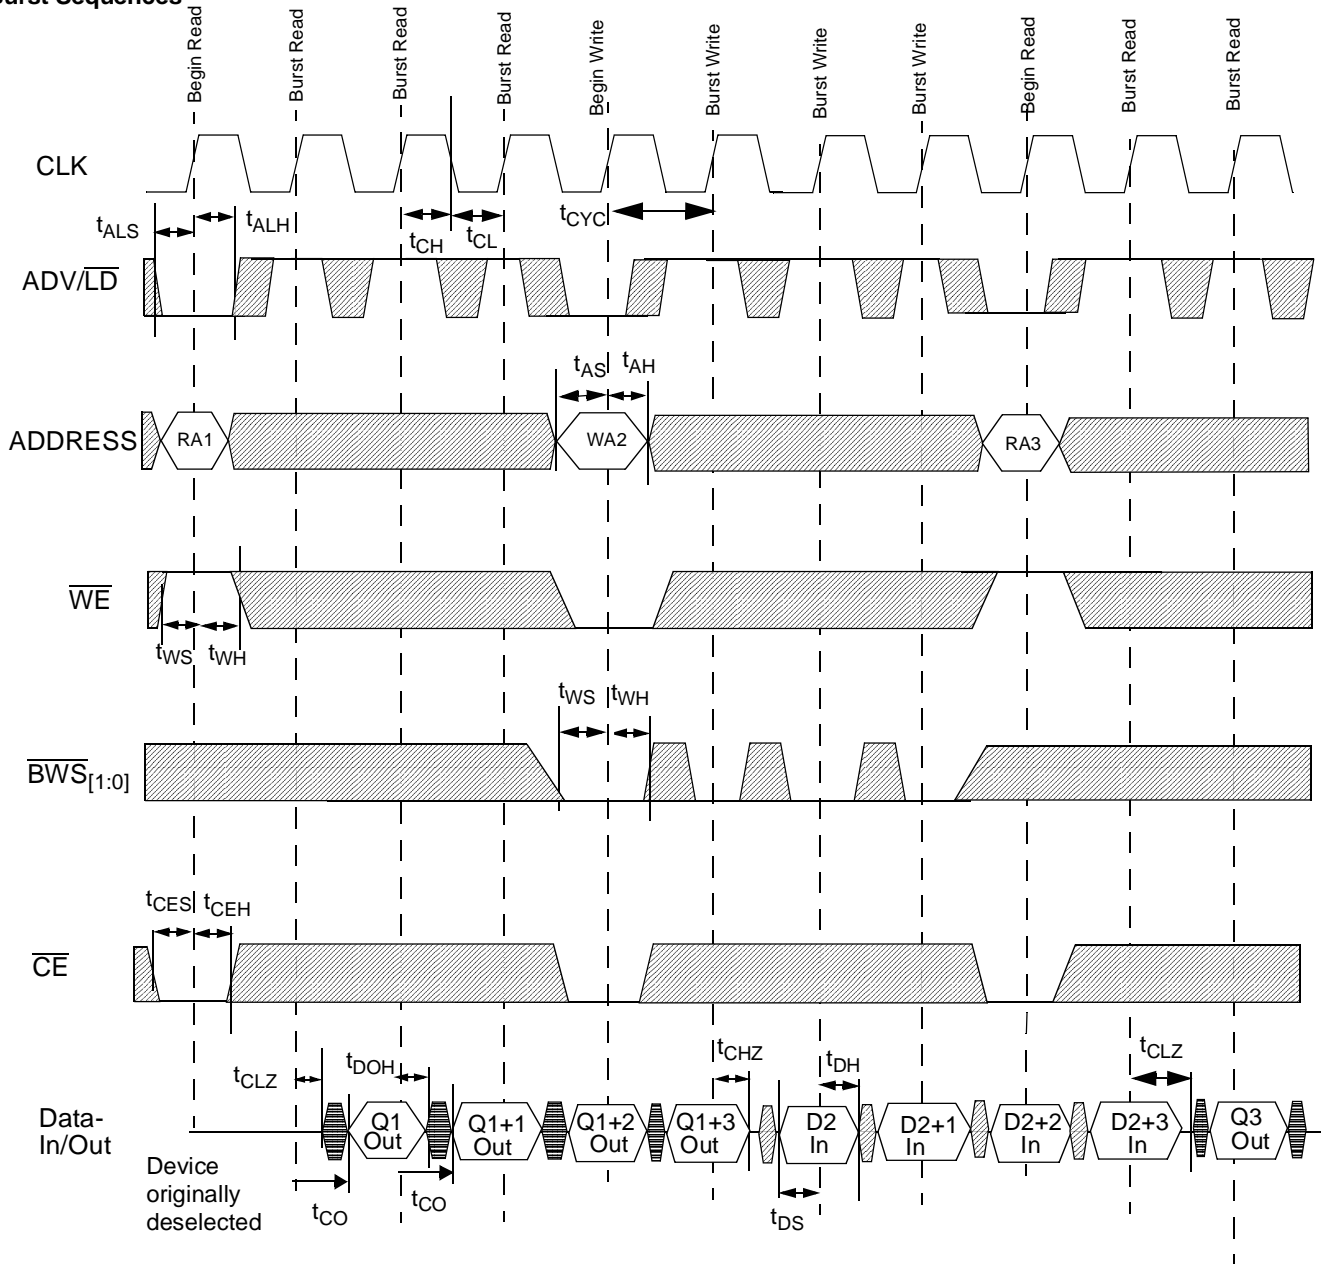 Burst Sequences
Begin Read
Burst Read
Burst Read
Burst Read
Begin Write
Burst Write
Burst Write
Burst Write
Begin Read
Burst Read
Burst Read
CLK
tALS
tALH
tCH
tCL
tCYC
ADV/LD
tAS
tAH
ADDRESS
RA1
WA2
RA3
WE
tWS
tWH
tWS
tWH
BWS[1:0]
tCES
tCEH
CE
tCLZ
tDOH
tCHZ
tDH
tCLZ
Data-
In/Out
Q1
Out
Q1+1
Out
Q1+2
Out
Q1+3
Out
D2
In
D2+1
In
D2+2
In
D2+3
In
Q3
Out
Device
originally
deselected
tCO
tCO
tDS